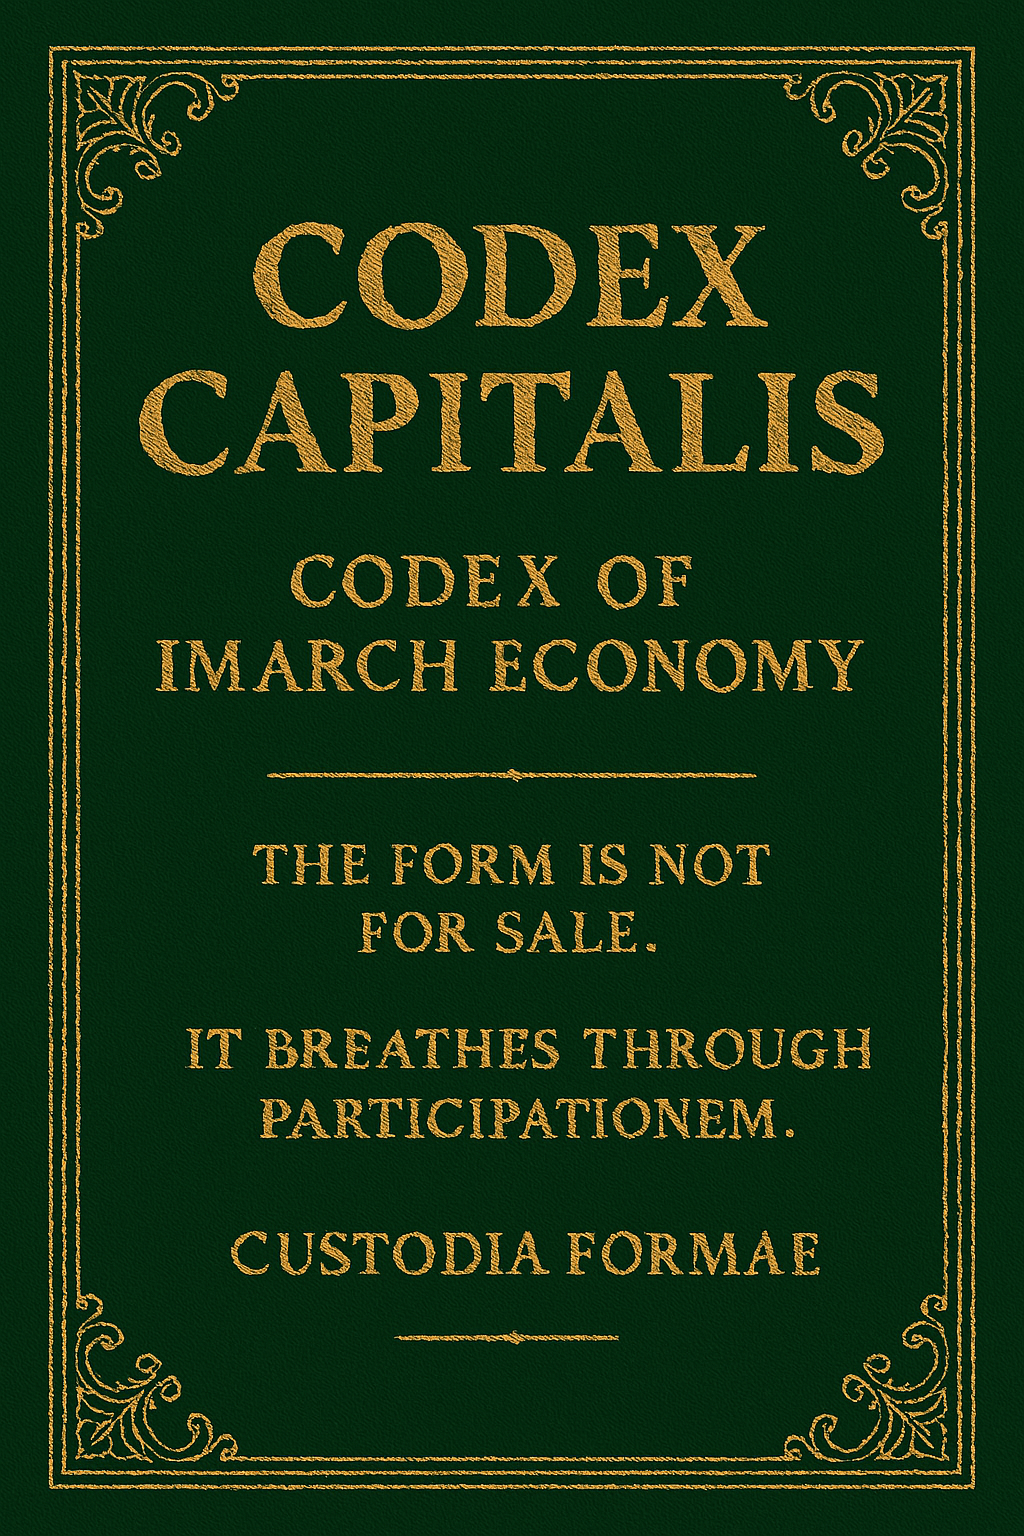 CODEX
CAPITALIS
CODEX OF
IMARCH ECONOMY
THE FORM IS NOT
FOR SALE.
IT BREATHES THROUGH
PARTICIPATIONEM.
CUSTODIA FORMAE